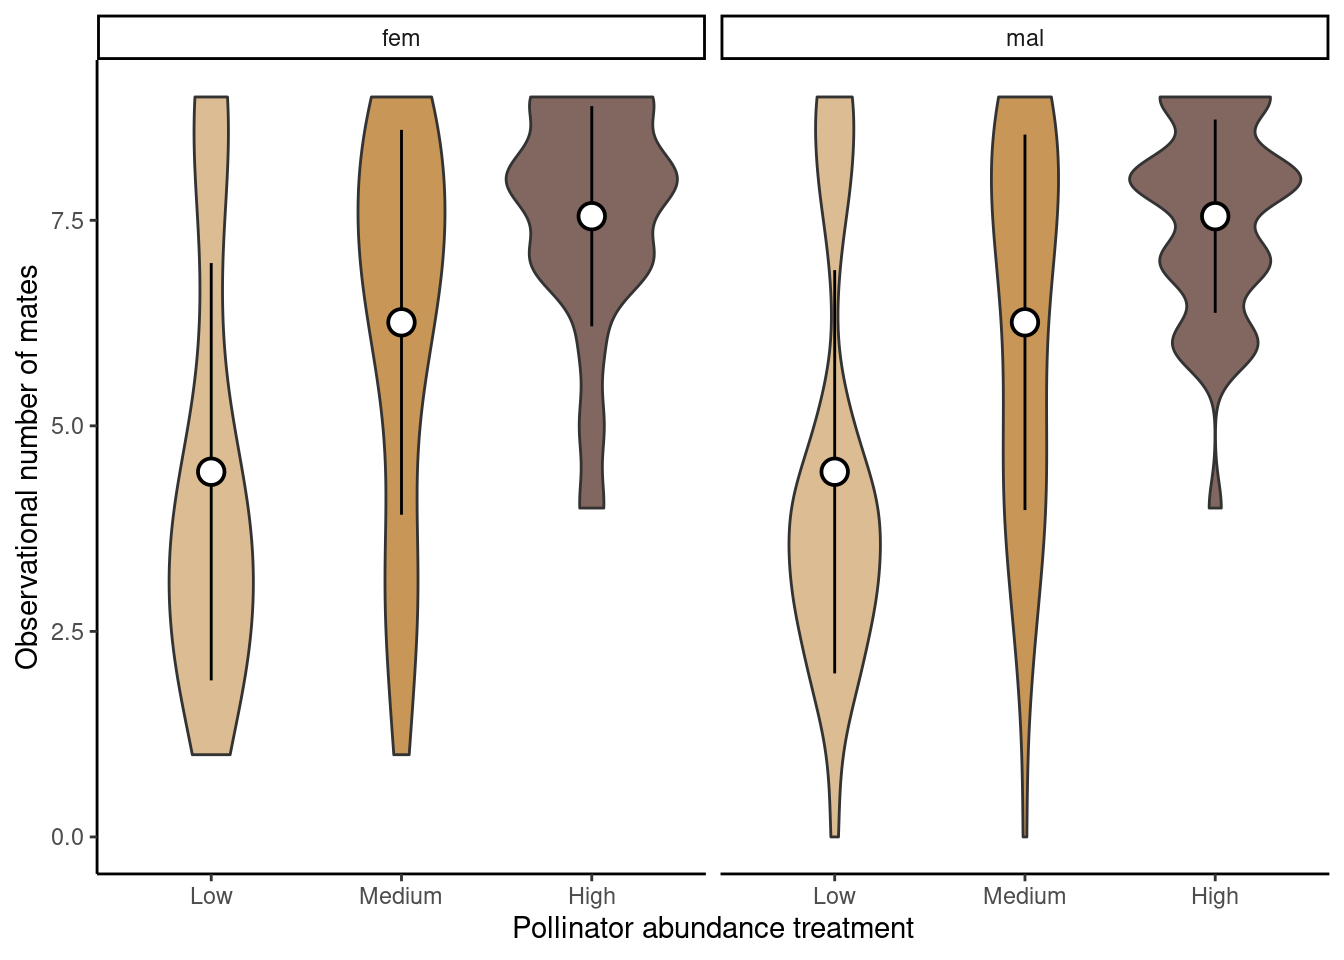 fem
mal
Observational number of mates
7.5
5.0
2.5
0.0
Low
Medium
High
Low
Medium
High
Pollinator abundance treatment